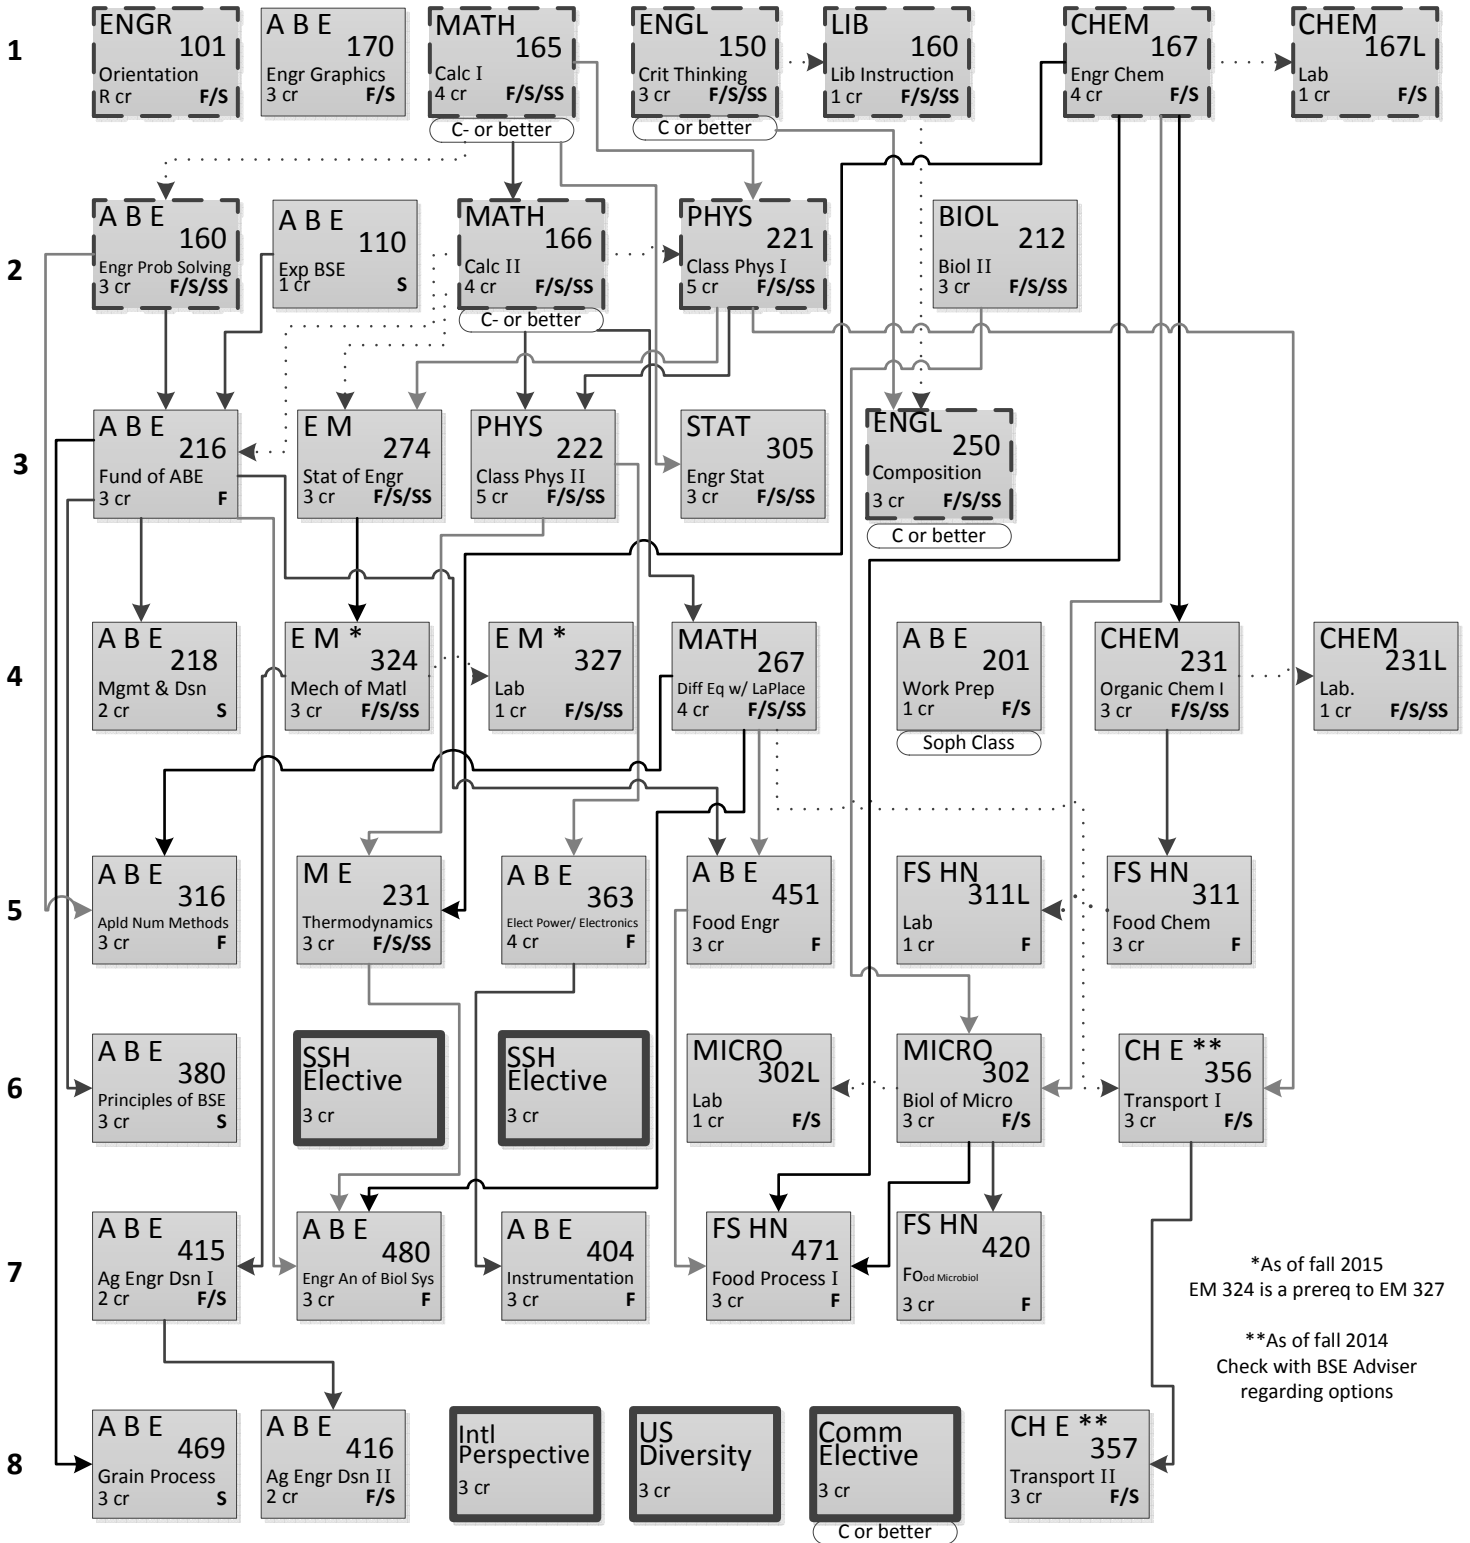 1
ENGR
101
Orientation
R cr F/S
A B E
170
Engr Graphics
3 cr F/S
MATH
165
Calc I
4 cr F/S/SS
C- or better
ENGL
150
Crit Thinking
3 cr F/S/SS
C or better
LIB
160
Lib Instruction
1 cr F/S/SS
CHEM
167
Engr Chem
4 cr F/S
CHEM
167L
Lab
1 cr F/S
2
A B E
160
Engr Prob Solving
3 cr F/S/SS
A B E
110
Exp BSE
1 cr S
MATH
166
Calc II
4 cr F/S/SS
C- or better
PHYS
221
Class Phys I
5 cr F/S/SS
BIOL
212
Biol II
3 cr F/S/SS
3
A B E
216
Fund of ABE
3 cr F
E M
274
Stat of Engr
3 cr F/S/SS
PHYS
222
Class Phys II
5 cr F/S/SS
STAT
305
Engr Stat
3 cr F/S/SS
ENGL
250
Composition
3 cr F/S/SS
C or better
4
A B E
218
Mgmt & Dsn
2 cr S
E M *
324
Mech of Matl
3 cr F/S/SS
E M *
327
Lab
1 cr F/S/SS
MATH
267
Diff Eq w/ LaPlace
4 cr F/S/SS
A B E
201
Work Prep
1 cr F/S
Soph Class
CHEM
231
Organic Chem I
3 cr F/S/SS
CHEM
231L
Lab.
1 cr F/S/SS
5
A B E
316
Apld Num Methods
3 cr F
M E
231
Thermodynamics
3 cr F/S/SS
A B E
363
Elect Power/ Electronics
4 cr F
A B E
451
Food Engr
3 cr F
FS HN
311L
Lab
1 cr F
FS HN
311
Food Chem
3 cr F
6
A B E
380
Principles of BSE
3 cr S
SSH
Elective
3 cr
SSH
Elective
3 cr
MICRO
302L
Lab
1 cr F/S
MICRO
302
Biol of Micro
3 cr F/S
CH E **
356
Transport I
3 cr F/S
7
A B E
415
Ag Engr Dsn I
2 cr F/S
A B E
480
Engr An of Biol Sys
3 cr F
A B E
404
Instrumentation
3 cr F
FS HN
471
Food Process I
3 cr F
FS HN
420
Food Microbiol
3 cr F
*As of fall 2015
EM 324 is a prereq to EM 327
**As of fall 2014
Check with BSE Adviser
regarding options
8
A B E
469
Grain Process
3 cr S
A B E
416
Ag Engr Dsn II
2 cr F/S
Intl
Perspective
3 cr
US
Diversity
3 cr
Comm
Elective
3 cr
C or better
CH E **
357
Transport II
3 cr F/S